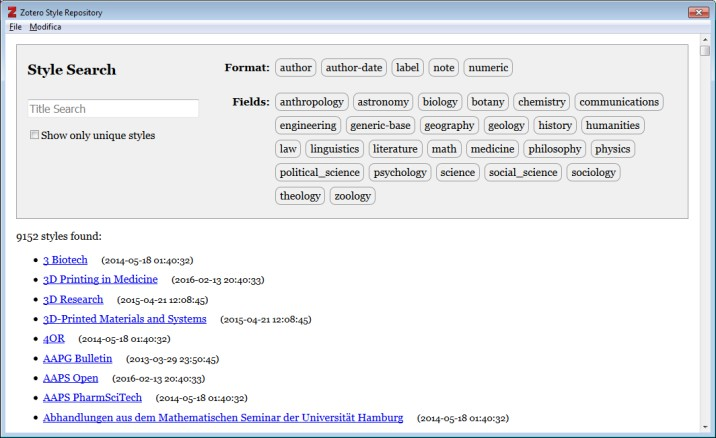 Zotero Style Repository
File Modifica
Style Search
Title Search
Show only unique styles
Format: author author-date label note numeric
Fields: anthropology astronomy biology botany chemistry communications
engineering generic-base geography geology history humanities
law linguistics literature math medicine philosophy physics
political_science psychology science social_science sociology
theology zoology
9152 styles found:
3 Biotech (2014-05-18 01:40:32)
3D Printing in Medicine (2016-02-13 20:40:33)
3D Research (2015-04-21 12:08:45)
3D-Printed Materials and Systems (2015-04-21 12:08:45)
4OR (2014-05-18 01:40:32)
AAPG Bulletin (2013-03-29 23:50:45)
AAPS Open (2016-02-13 20:40:33)
AAPS PharmSciTech (2014-05-18 01:40:32)
Abhandlungen aus dem Mathematischen Seminar der Universität Hamburg (2014-05-18 01:40:32)